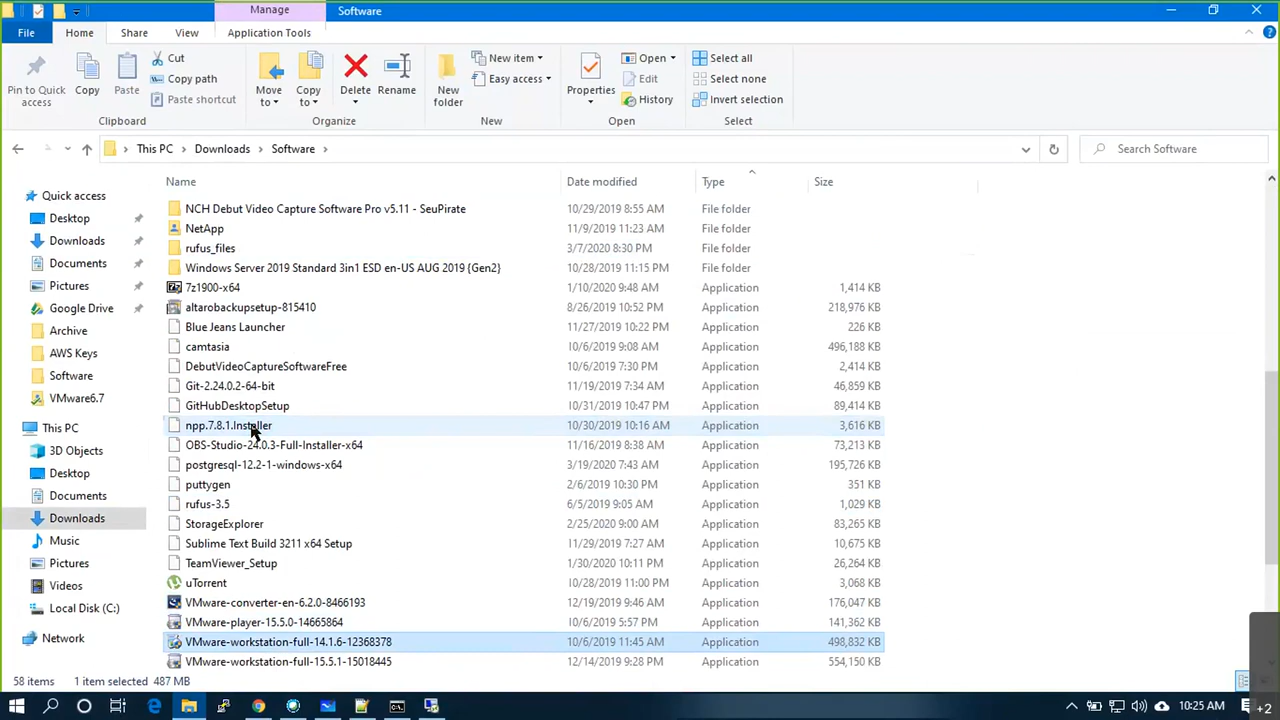 Manage
Software
File
Home
Share
View
Application Tools
Pin to Quick access
Copy
Paste
Cut
Copy path
Paste shortcut
Clipboard
Move to
Copy to
Delete
Rename
Organize
New folder
New item
Easy access
New
Properties
Open
Edit
History
Open
Select all
Select none
Invert selection
Select
This PC > Downloads > Software >
Search Software
Name Date modified Type Size
Quick access
Desktop
Downloads
Documents
Pictures
Google Drive
Archive
AWS Keys
Software
VMware6.7
This PC
3D Objects
Desktop
Documents
Downloads
Music
Pictures
Videos
Local Disk (C:)
Network
NCH Debut Video Capture Software Pro v5.11 - SeuPirate 10/29/2019 8:55 AM File folder
NetApp 11/9/2019 11:23 AM File folder
rufus_files 3/7/2020 8:30 PM File folder
Windows Server 2019 Standard 3in1 ESD en-US AUG 2019 {Gen2} 10/28/2019 11:15 PM File folder
7z1900-x64 1/10/2020 9:48 AM Application 1,414 KB
altarobackupsetup-815410 8/26/2019 10:52 PM Application 218,976 KB
Blue Jeans Launcher 11/27/2019 10:22 PM Application 226 KB
camtasia 10/6/2019 9:08 AM Application 496,188 KB
DebutVideoCaptureSoftwareFree 10/6/2019 7:30 PM Application 2,414 KB
Git-2.24.0.2-64-bit 11/19/2019 7:34 AM Application 46,859 KB
GitHubDesktopSetup 10/31/2019 10:47 PM Application 89,414 KB
npp.7.8.1.Installer 10/30/2019 10:16 AM Application 3,616 KB
OBS-Studio-24.0.3-Full-Installer-x64 11/16/2019 8:38 AM Application 73,213 KB
postgresql-12.2-1-windows-x64 3/19/2020 7:43 AM Application 195,726 KB
puttygen 2/6/2019 10:30 PM Application 351 KB
rufus-3.5 6/5/2019 9:05 AM Application 1,029 KB
StorageExplorer 2/25/2020 9:00 AM Application 83,265 KB
Sublime Text Build 3211 x64 Setup 11/29/2019 7:27 AM Application 10,675 KB
TeamViewer_Setup 1/30/2020 10:11 PM Application 26,264 KB
uTorrent 10/28/2019 11:00 PM Application 3,068 KB
VMware-converter-en-6.2.0-8466193 12/19/2019 9:46 AM Application 176,047 KB
VMware-player-15.5.0-14665864 10/6/2019 5:57 PM Application 141,362 KB
VMware-workstation-full-14.1.6-12368378 10/6/2019 11:45 AM Application 498,832 KB
VMware-workstation-full-15.5.1-15018445 12/14/2019 9:28 PM Application 554,150 KB
58 items 1 item selected 487 MB
10:25 AM
+2